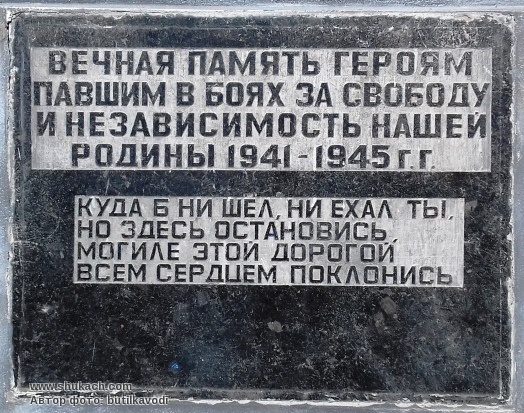 ВЕЧНАЯ ПАМЯТЬ ГЕРОЯМ
ПАВШИМ В БОЯХ ЗА СВОБОДУ
И НЕЗАВИСИМОСТЬ НАШЕЙ
РОДИНЫ 1941-1945 Г.Г.
КУДА Б НИ ШЕЛ, НИ ЕХАЛ ТЫ,
НО ЗДЕСЬ ОСТАНОВИСЬ,
МОГИЛЕ ЭТОЙ ДОРОГОЙ
ВСЕМ СЕРДЦЕМ ПОКЛОНИСЬ
www.shukach.com
Автор фото- butilkavodi